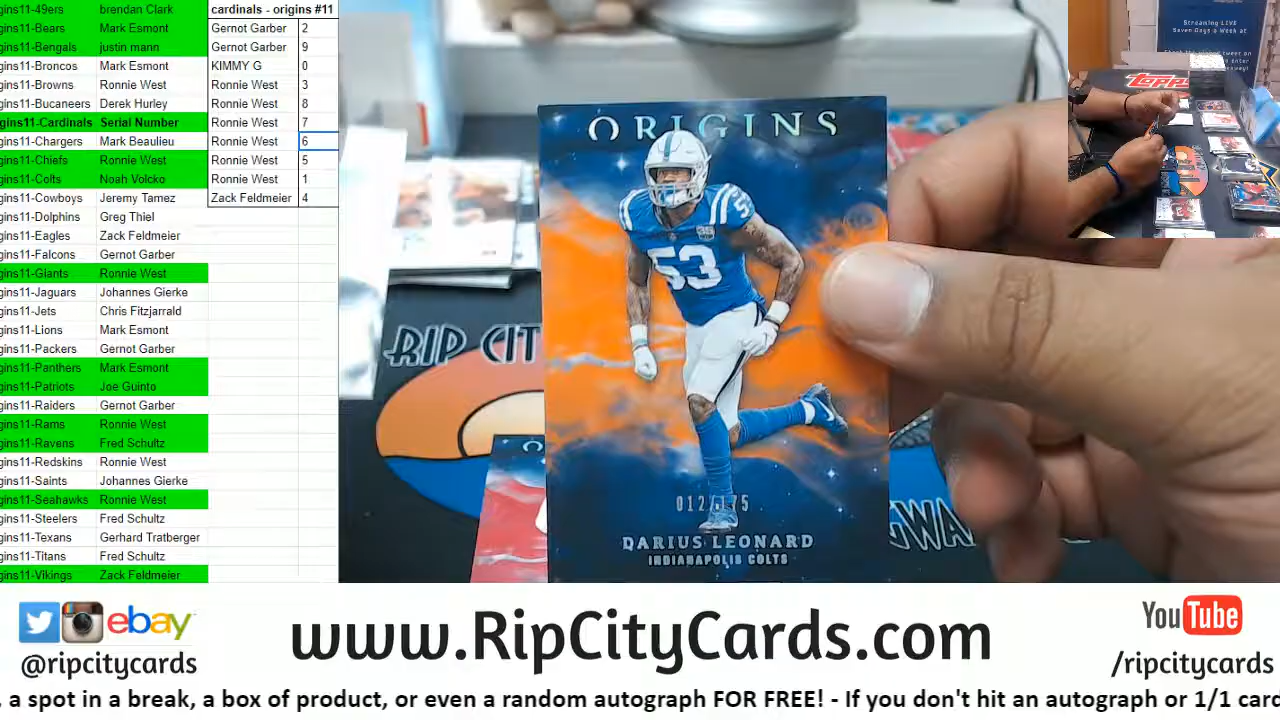 gins11-49ers brendan Clark
gins11-Bears Mark Esmont
gins11-Bengals justin mann
gins11-Broncos Mark Esmont
gins11-Browns Ronnie West
gins11-Bucaneers Derek Hurley
gins11-Cardinals Serial Number
gins11-Chargers Mark Beaulieu
gins11-Chiefs Ronnie West
gins11-Colts Noah Volcko
gins11-Cowboys Jeremy Tamez
gins11-Dolphins Greg Thiel
gins11-Eagles Zack Feldmeier
gins11-Falcons Gernot Garber
gins11-Giants Ronnie West
gins11-Jaguars Johannes Gierke
gins11-Jets Chris Fitzjarrald
gins11-Lions Mark Esmont
gins11-Packers Gernot Garber
gins11-Panthers Mark Esmont
gins11-Patriots Joe Guinto
gins11-Raiders Gernot Garber
gins11-Rams Ronnie West
gins11-Ravens Fred Schultz
gins11-Redskins Ronnie West
gins11-Saints Johannes Gierke
gins11-Seahawks Ronnie West
gins11-Steelers Fred Schultz
gins11-Texans Gerhard Tratberger
gins11-Titans Fred Schultz
gins11-Vikings Zack Feldmeier
cardinals - origins #11
Gernot Garber 2
Gernot Garber 9
KIMMY G 0
Ronnie West 3
Ronnie West 8
Ronnie West 7
Ronnie West 6
Ronnie West 5
Ronnie West 1
Zack Feldmeier 4
ORIGINS
53
53
012/175
DARIUS LEONARD
INDIANAPOLIS COLTS
RIP CIT
Streaming LIVE
Seven Days a Week at
topps
ebay
@ripcitycards
www.RipCityCards.com
YouTube
/ripcitycards
, a spot in a break, a box of product, or even a random autograph FOR FREE! - If you don't hit an autograph or 1/1 card